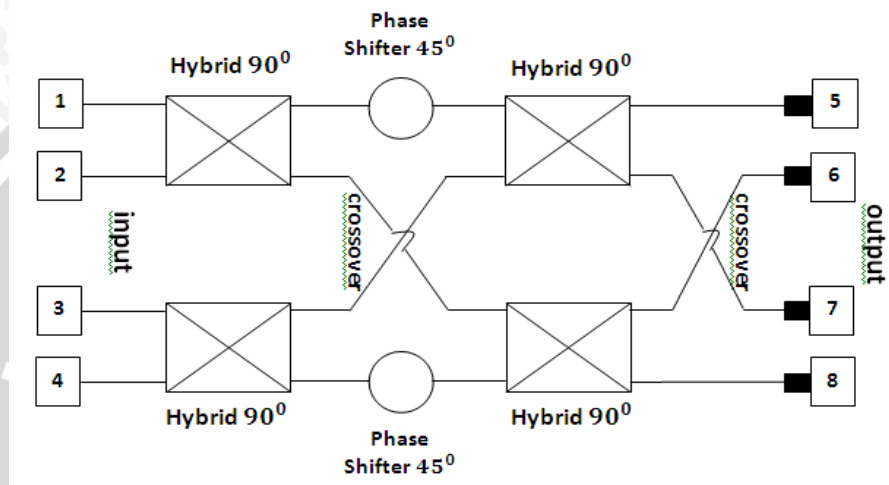 Phase
Shifter 45⁰
Hybrid 90⁰
Hybrid 90⁰
1
5
2
6
input
crossover
crossover
output
3
7
4
8
Hybrid 90⁰
Hybrid 90⁰
Phase
Shifter 45⁰